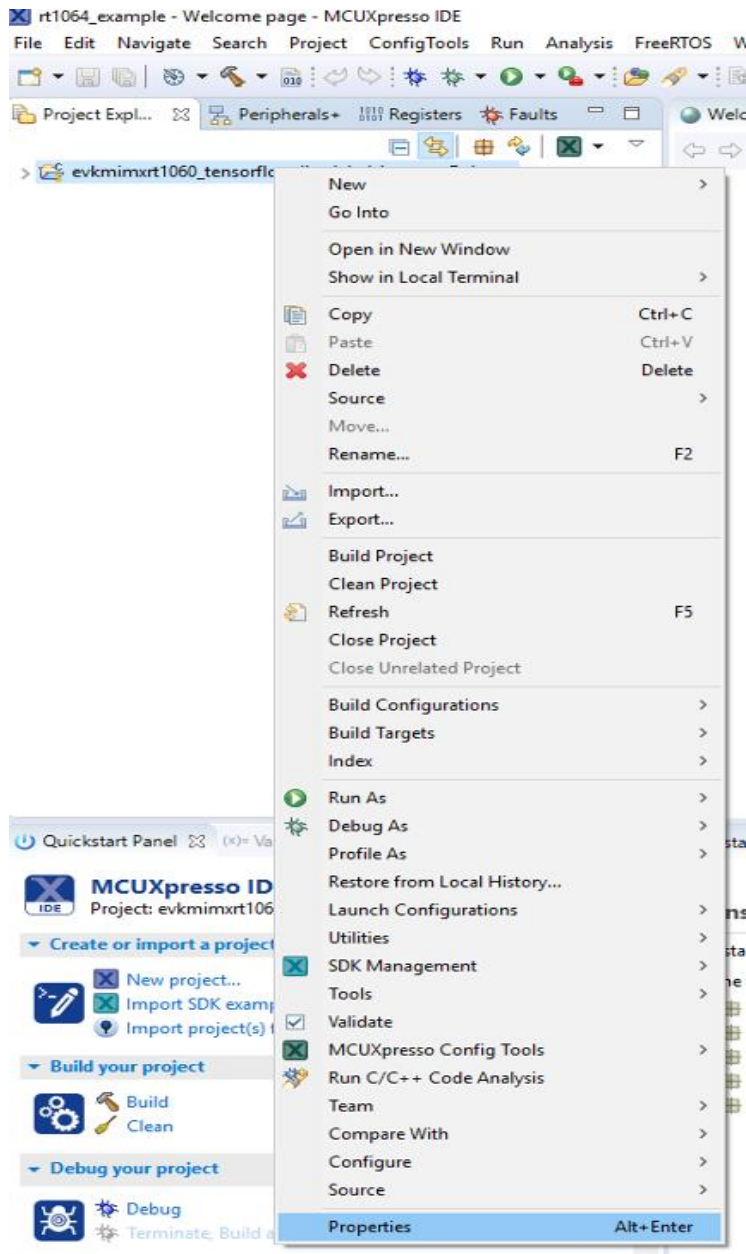 rt1064_example - Welcome page - MCUXpresso IDE
File Edit Navigate Search Project ConfigTools Run Analysis FreeRTOS
010
Project Expl... Peripherals+ Registers Faults
evkmimxrt1060_tensorflo
New
Go Into
Open in New Window
Show in Local Terminal
Copy Ctrl+C
Paste Ctrl+V
Delete Delete
Source
Move...
Rename... F2
Import...
Export...
Build Project
Clean Project
Refresh F5
Close Project
Close Unrelated Project
Build Configurations
Build Targets
Index
Run As
Debug As
Profile As
Restore from Local History...
Launch Configurations
Utilities
SDK Management
Tools
Validate
MCUXpresso Config Tools
Run C/C++ Code Analysis
Team
Compare With
Configure
Source
Properties Alt+Enter
Quickstart Panel (x)= Va
IDE
MCUXpresso ID
Project: evkmimxrt106
Create or import a project
New project...
Import SDK examp
Import project(s)
Build your project
Build
Clean
Debug your project
Debug
Terminate, Build a